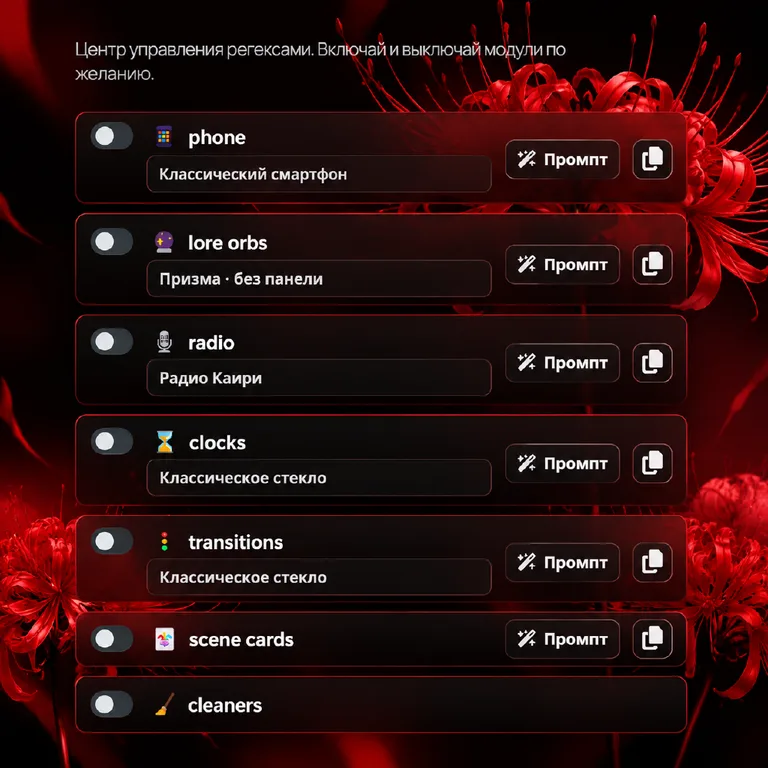 Центр управления регексами. Включай и выключай модули по
желанию.
phone
Классический смартфон
Промпт
lore orbs
Призма · без панели
Промпт
radio
Радио Каири
Промпт
clocks
Классическое стекло
Промпт
transitions
Классическое стекло
Промпт
scene cards
Промпт
cleaners